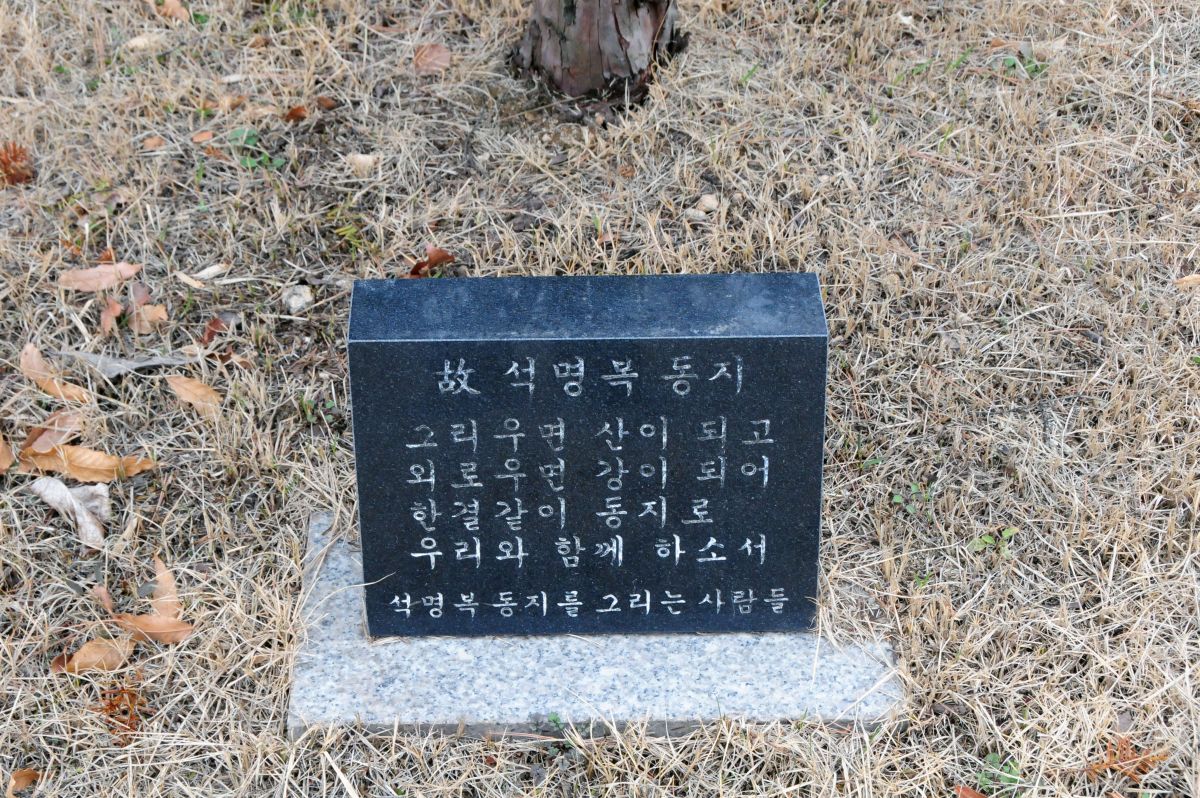 故 석명복 동지
그리우면 산이 되고
외로우면 강이 되어
한결같이 동지로
우리와 함께 하소서
석명복 동지를 그리는 사람들